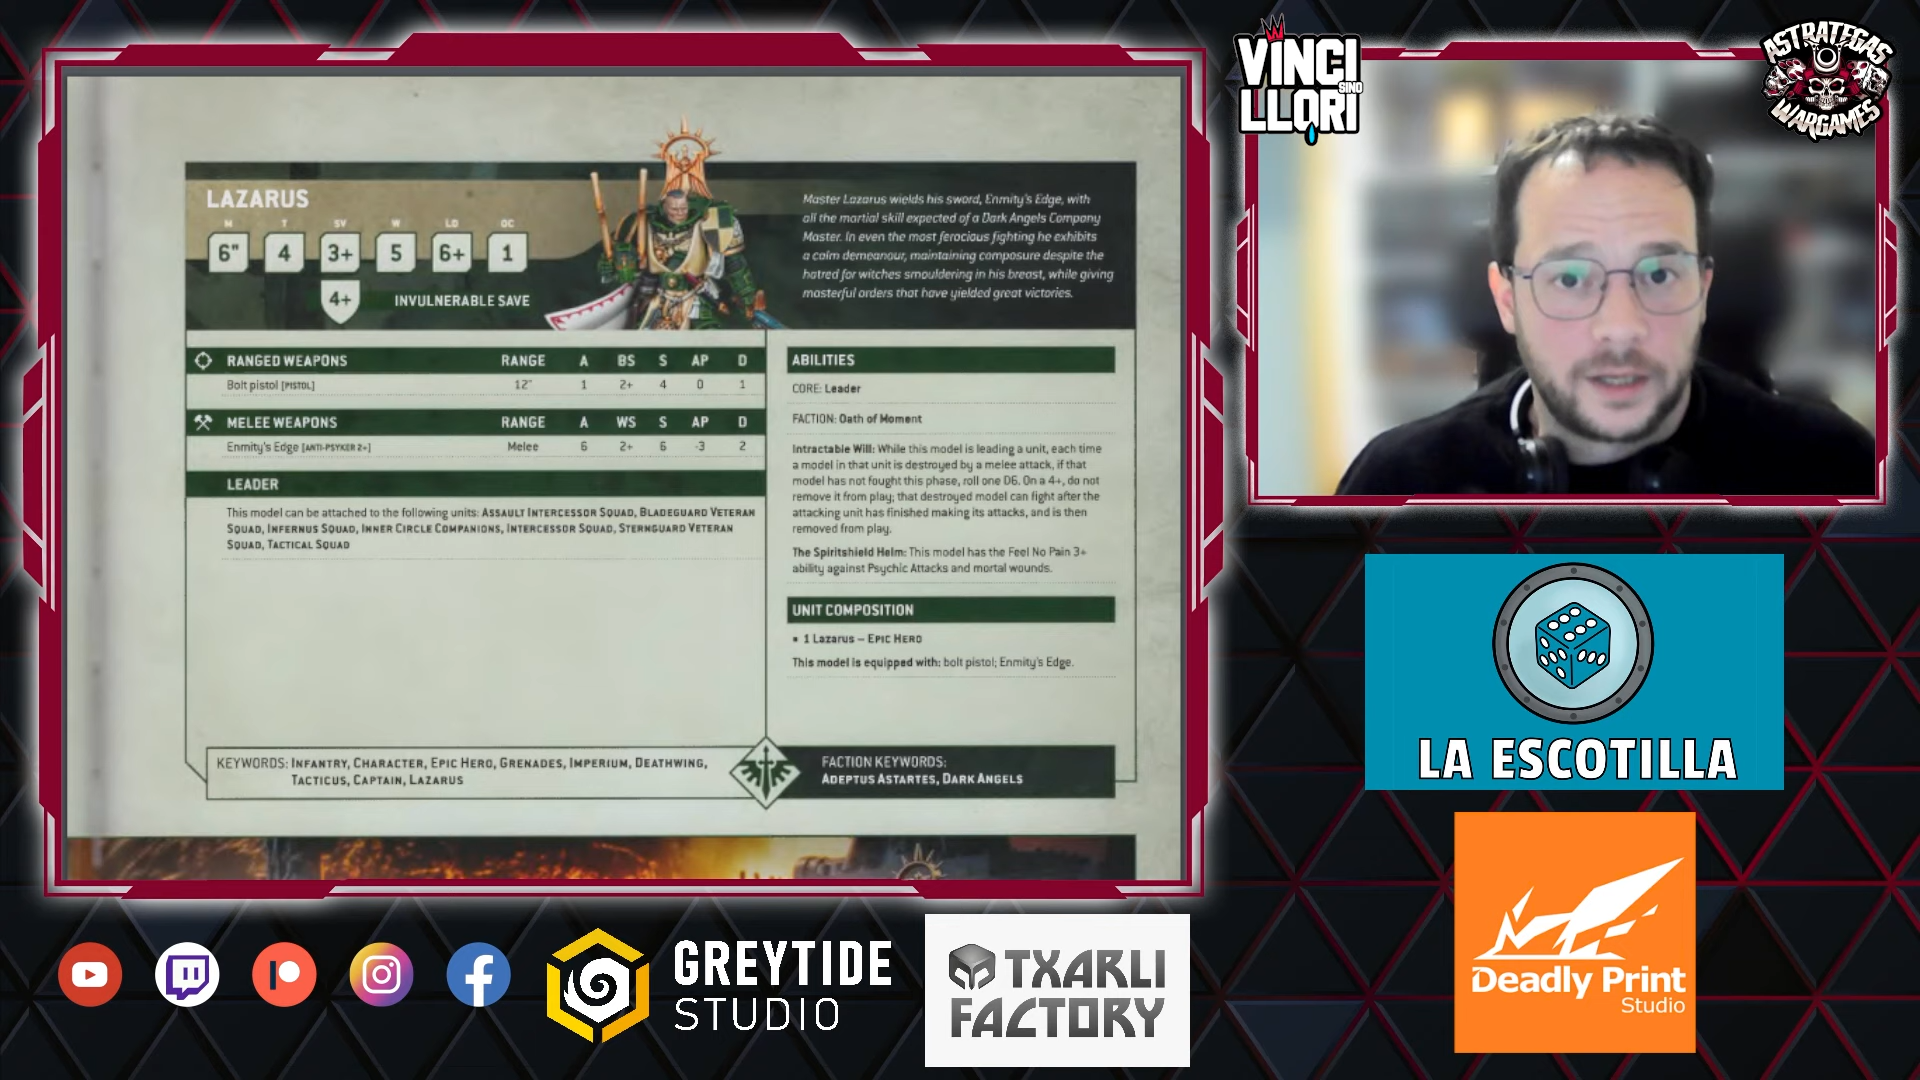 LAZARUS
M T SV W LD OC
6" 4 3+ 5 6+ 1
4+ INVULNERABLE SAVE
Master Lazarus wields his sword, Enmity's Edge, with
all the martial skill expected of a Dark Angels Company
Master. In even the most ferocious fighting he exhibits
a calm demeanour, maintaining composure despite the
hatred for witches smouldering in his breast, while giving
masterful orders that have yielded great victories.
RANGED WEAPONS RANGE A BS S AP D
Bolt pistol [PISTOL] 12" 1 2+ 4 0 1
MELEE WEAPONS RANGE A WS S AP D
Enmity's Edge [ANTI-PSYKER 2+] Melee 6 2+ 6 -3 2
LEADER
This model can be attached to the following units: ASSAULT INTERCESSOR SQUAD, BLADEGUARD VETERAN
SQUAD, INFERNUS SQUAD, INNER CIRCLE COMPANIONS, INTERCESSOR SQUAD, STERNGUARD VETERAN
SQUAD, TACTICAL SQUAD
ABILITIES
CORE: Leader
FACTION: Oath of Moment
Intractable Will: While this model is leading a unit, each time
a model in that unit is destroyed by a melee attack, if that
model has not fought this phase, roll one D6. On a 4+, do not
remove it from play; that destroyed model can fight after the
attacking unit has finished making its attacks, and is then
removed from play.
The Spiritshield Helm: This model has the Feel No Pain 3+
ability against Psychic Attacks and mortal wounds.
UNIT COMPOSITION
▪ 1 Lazarus – EPIC HERO
This model is equipped with: bolt pistol; Enmity's Edge.
KEYWORDS: INFANTRY, CHARACTER, EPIC HERO, GRENADES, IMPERIUM, DEATHWING,
TACTICUS, CAPTAIN, LAZARUS
FACTION KEYWORDS:
ADEPTUS ASTARTES, DARK ANGELS
VINCI
SINO
LLORI
ASTRATEGAS
WARGAMES
LA ESCOTILLA
Deadly Print
Studio
GREYTIDE
STUDIO
TXARLI
FACTORY